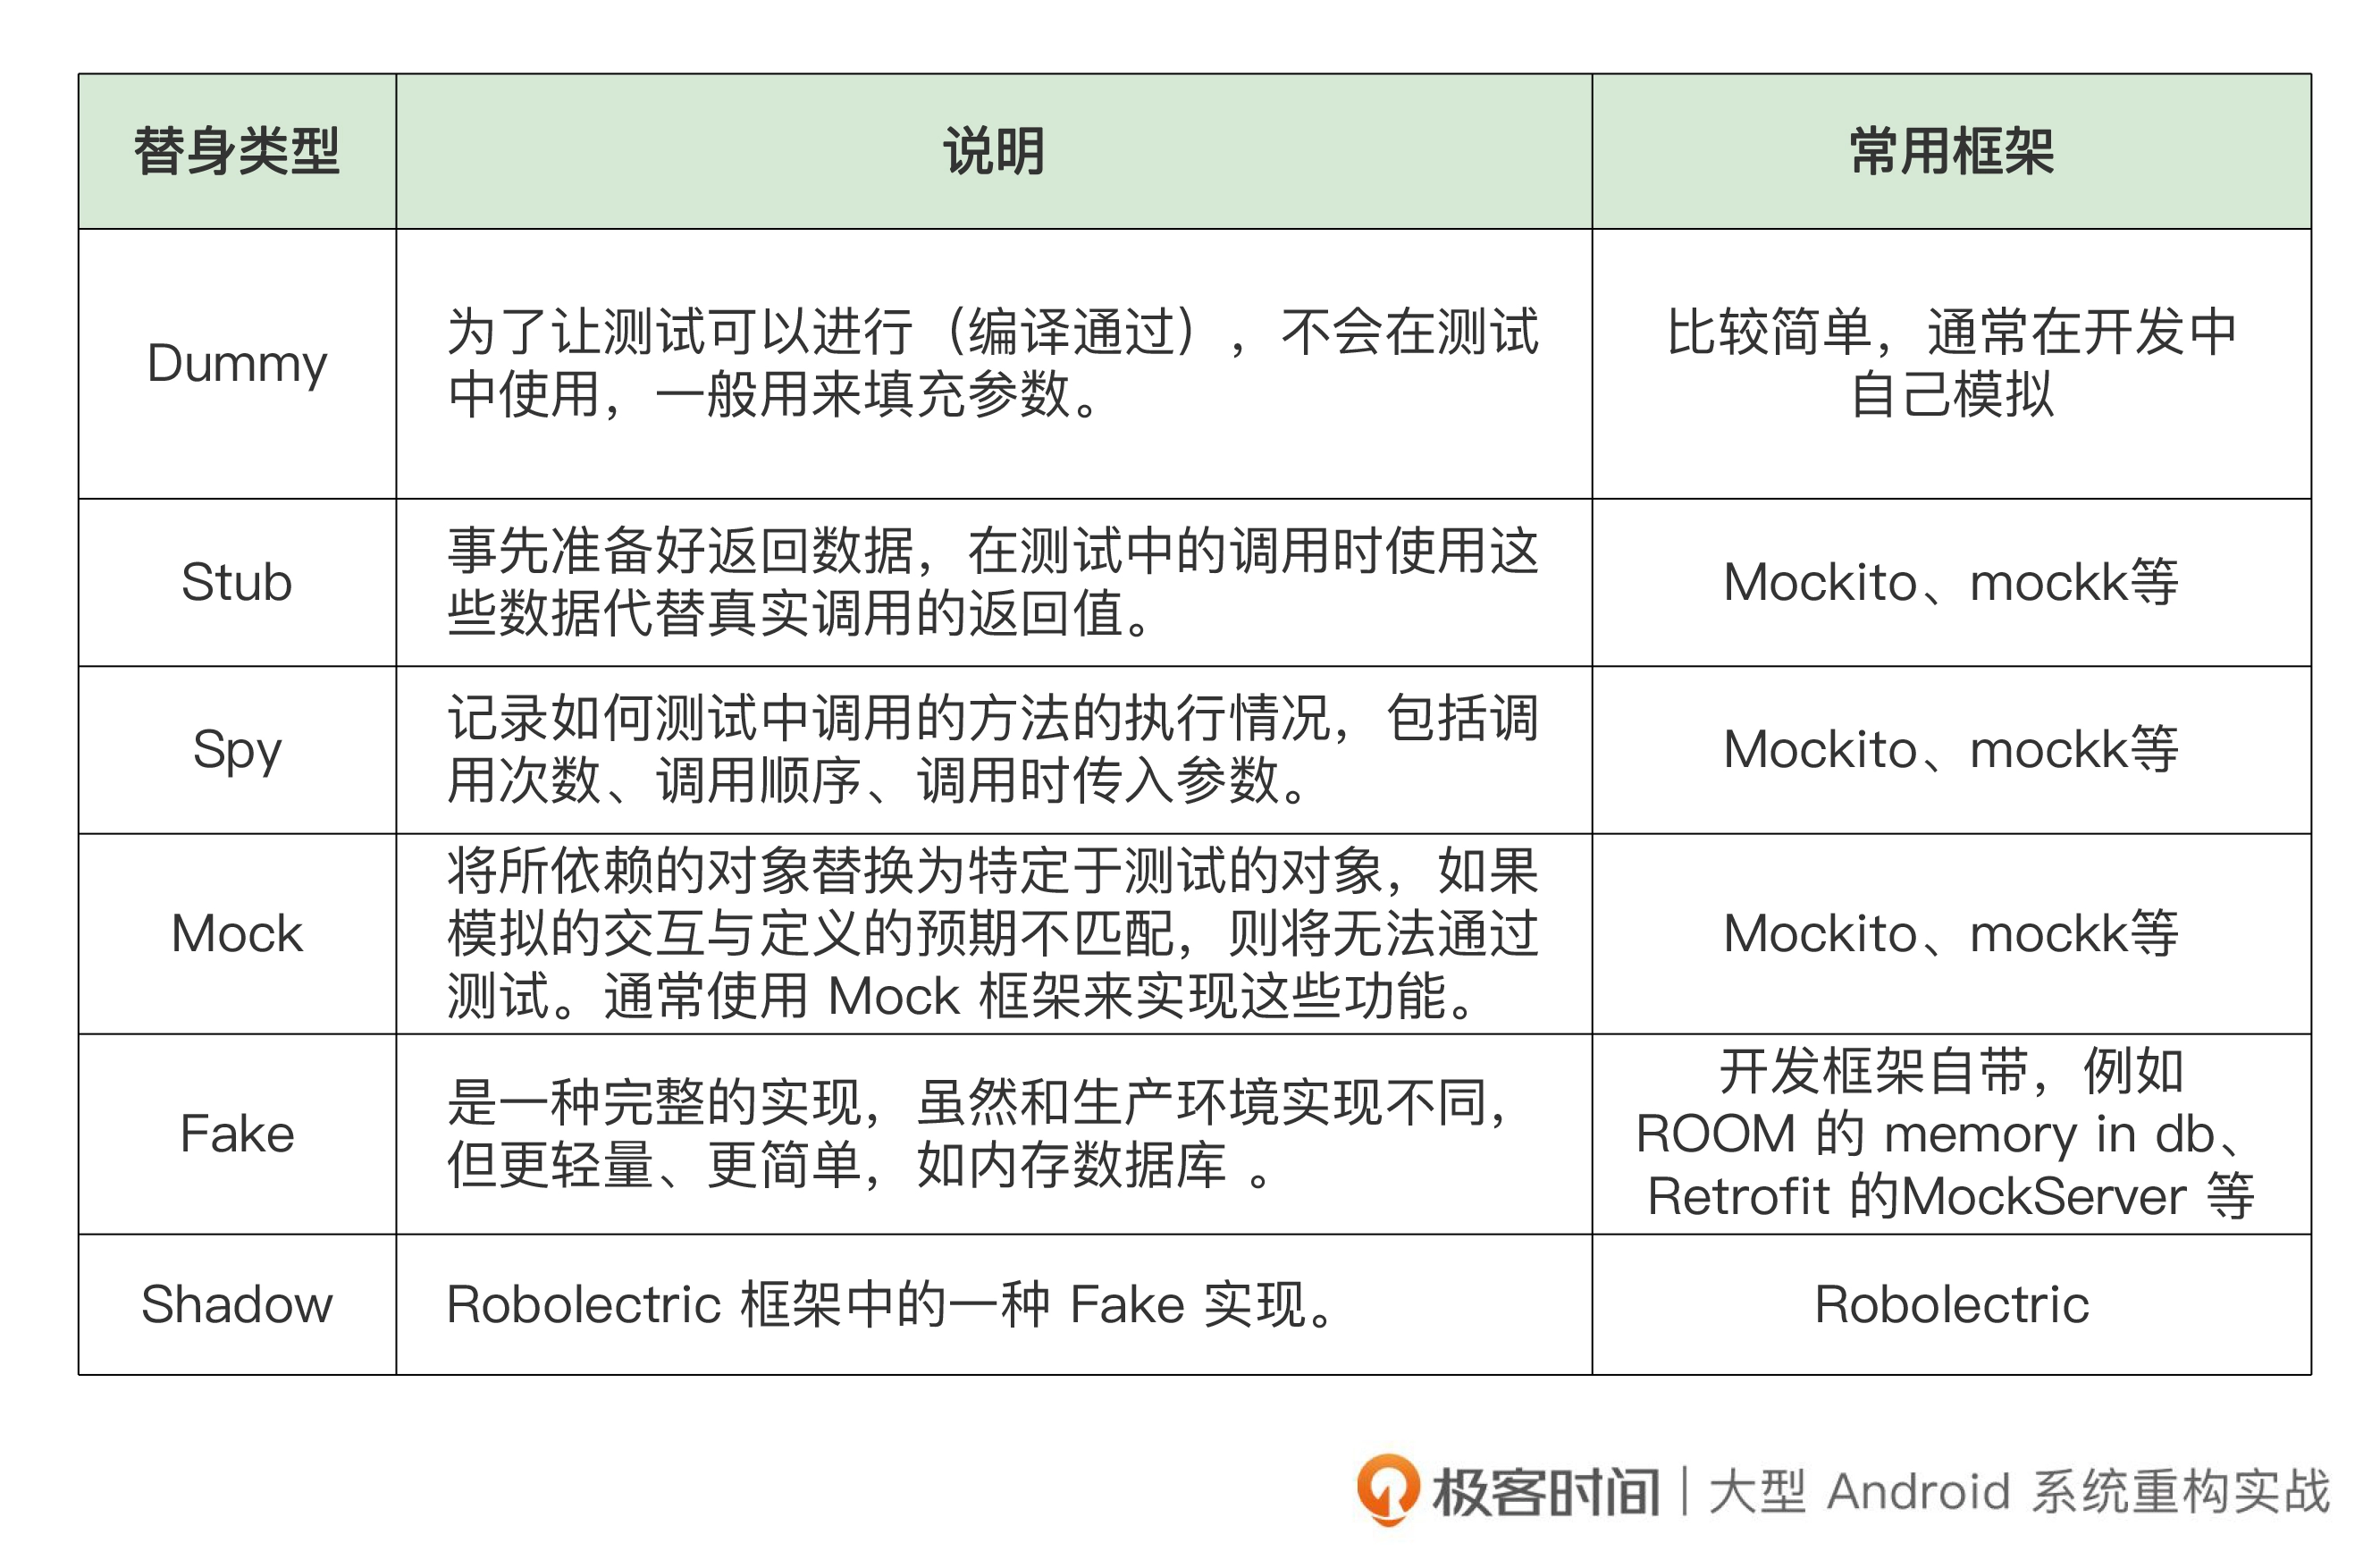 替身类型
说明
常用框架
Dummy
为了让测试可以进行（编译通过），不会在测试
中使用，一般用来填充参数。
比较简单，通常在开发中
自己模拟
Stub
事先准备好返回数据，在测试中的调用时使用这
些数据代替真实调用的返回值。
Mockito、mockk等
Spy
记录如何测试中调用的方法的执行情况，包括调
用次数、调用顺序、调用时传入参数。
Mockito、mockk等
Mock
将所依赖的对象替换为特定于测试的对象，如果
模拟的交互与定义的预期不匹配，则将无法通过
测试。通常使用 Mock 框架来实现这些功能。
Mockito、mockk等
Fake
是一种完整的实现，虽然和生产环境实现不同，
但更轻量、更简单，如内存数据库 。
开发框架自带，例如
ROOM 的 memory in db、
Retrofit 的MockServer 等
Shadow
Robolectric 框架中的一种 Fake 实现。
Robolectric
极客时间 | 大型 Android 系统重构实战